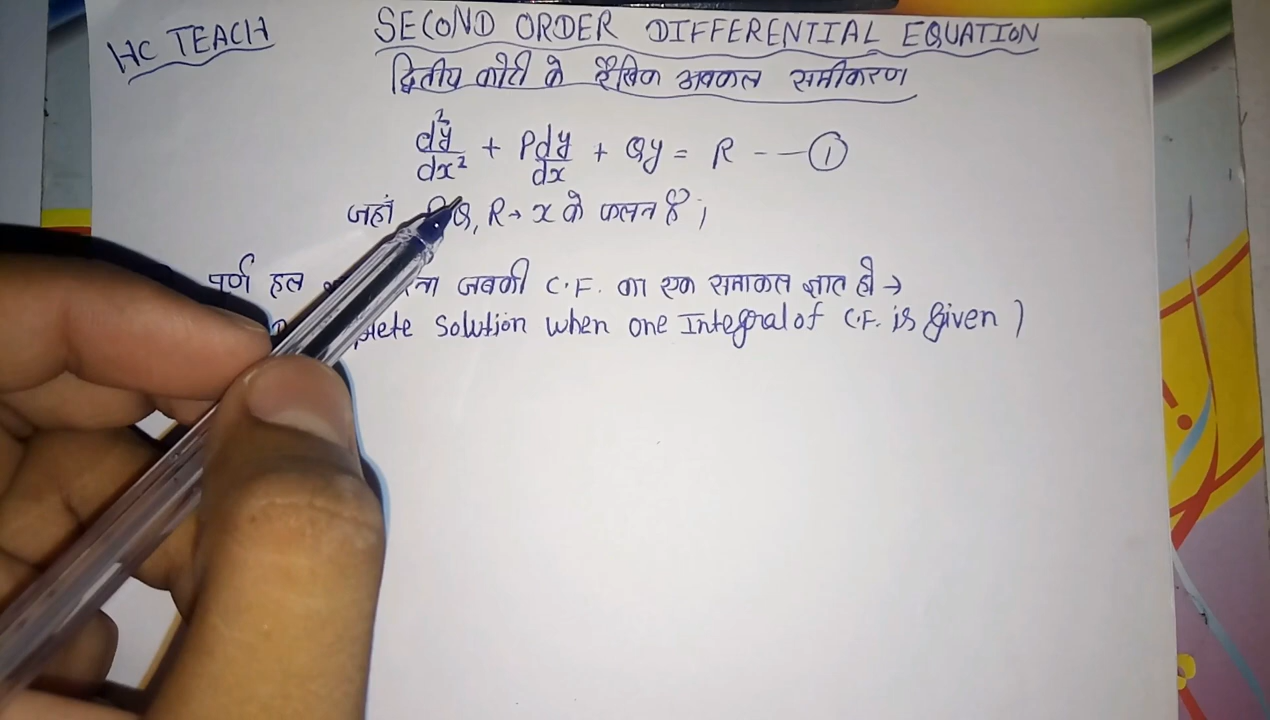 HC TEACH
SECOND ORDER DIFFERENTIAL EQUATION
द्वितीय कोटी के रैखिक अवकल समीकरण
d²y/dx² + P dy/dx + Qy = R --- ①
जहां Q, R → x के फलन है ;
पूर्ण हल जबकी C.F. का एक समाकल ज्ञात हो →
solution when one Integral of C.F. is given )